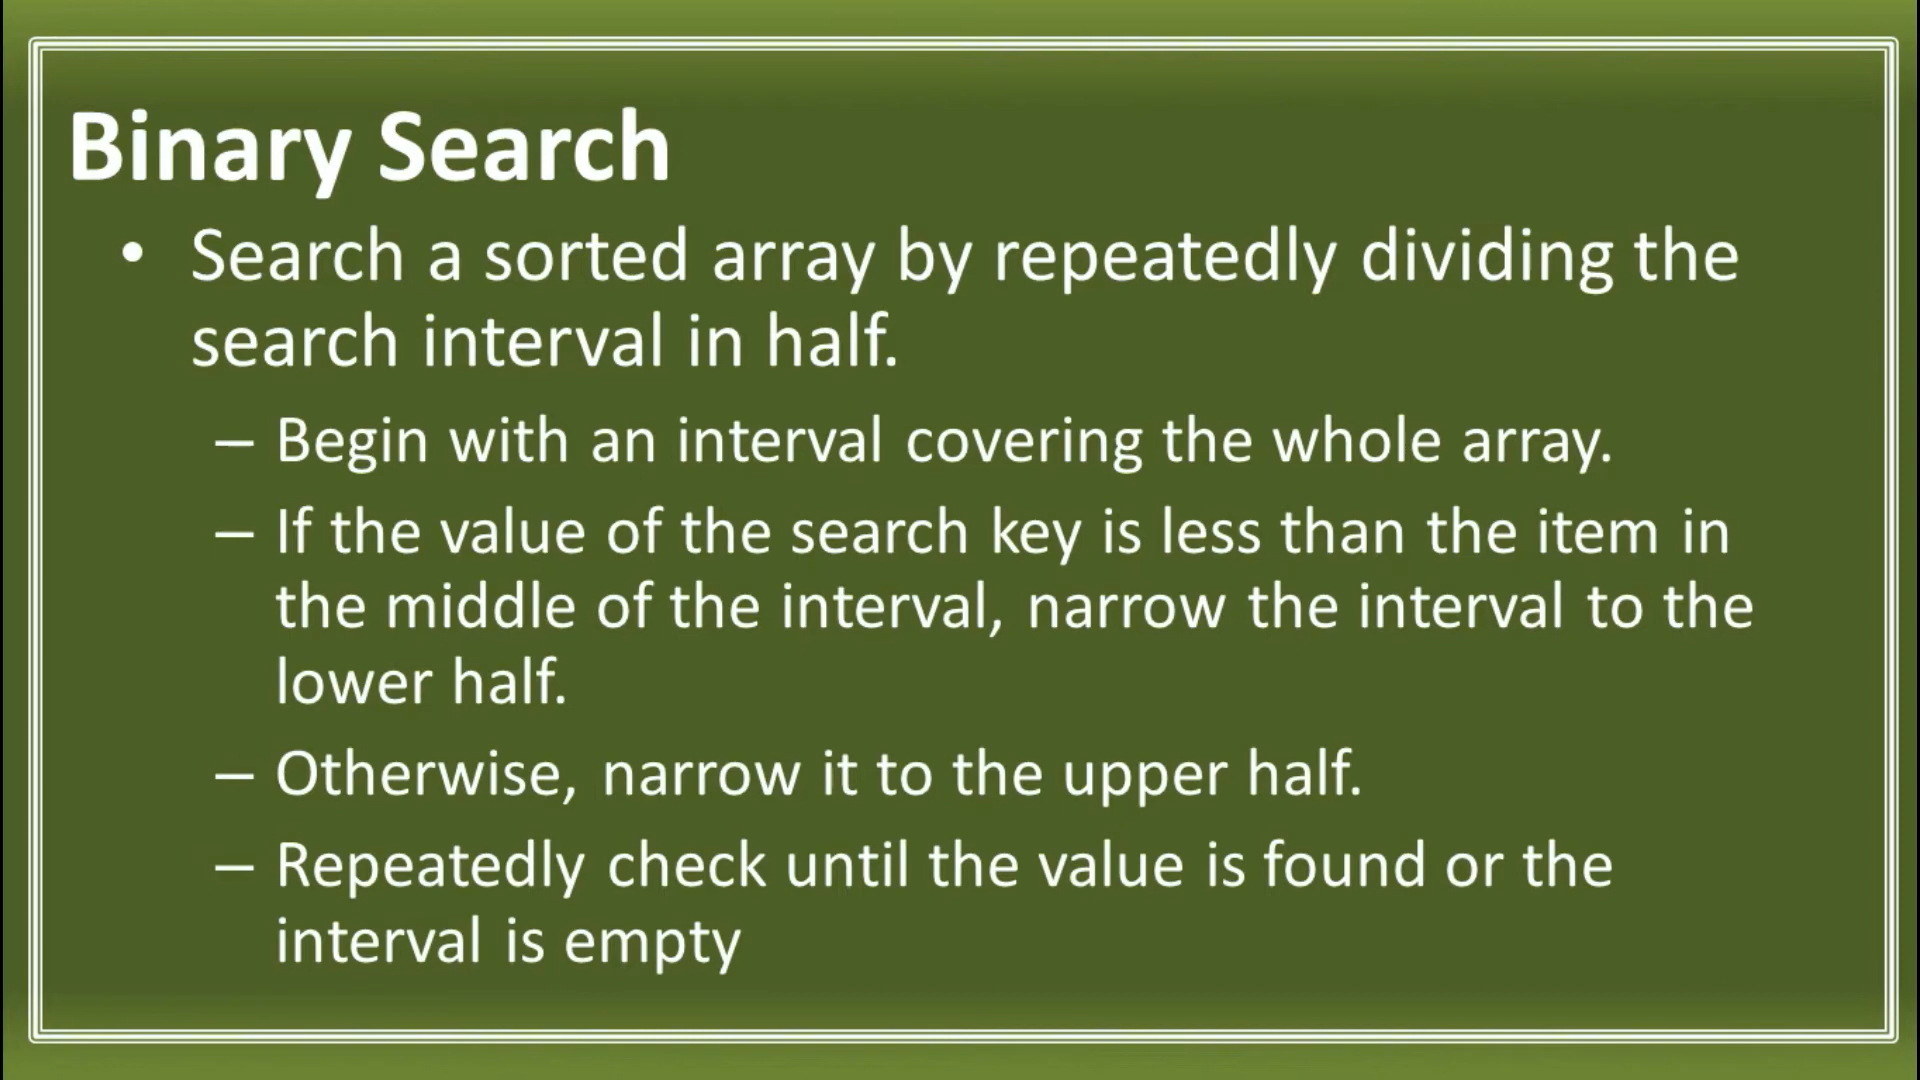 Binary Search
• Search a sorted array by repeatedly dividing the
search interval in half.
– Begin with an interval covering the whole array.
– If the value of the search key is less than the item in
the middle of the interval, narrow the interval to the
lower half.
– Otherwise, narrow it to the upper half.
– Repeatedly check until the value is found or the
interval is empty